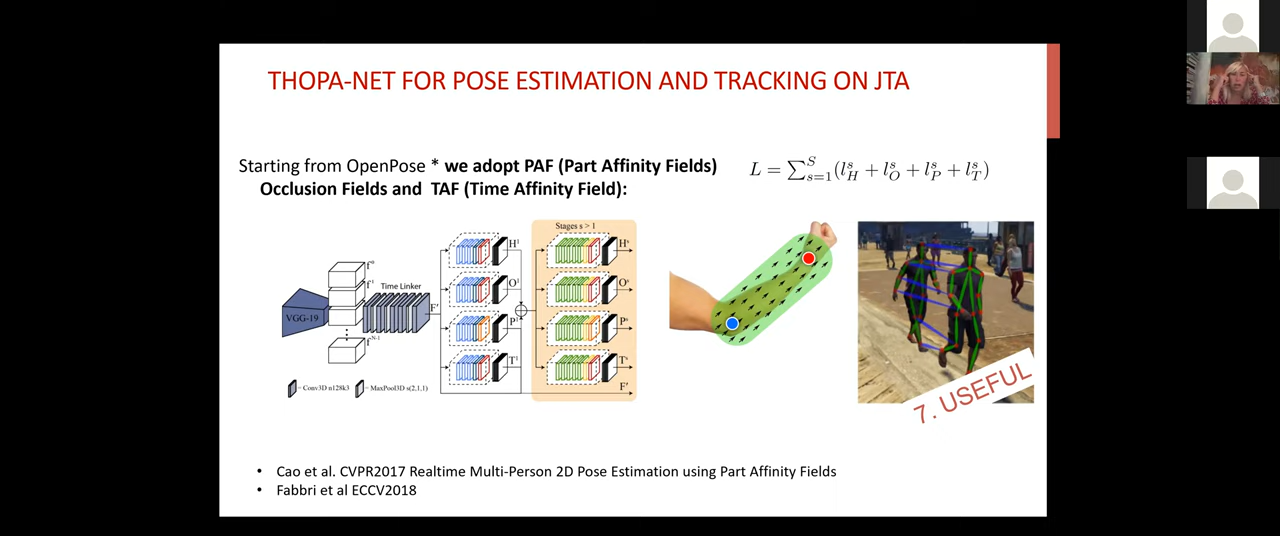 THOPA-NET FOR POSE ESTIMATION AND TRACKING ON JTA
Starting from OpenPose * we adopt PAF (Part Affinity Fields)
Occlusion Fields and TAF (Time Affinity Field):
L = ∑_{s=1}^{S} (l_H^s + l_O^s + l_P^s + l_T^s)
Stages s > 1
VGG-19
f^0
f^1
f^{N-1}
Time Linker
F'
H^1
O^1
P^1
T^1
H^s
O^s
P^s
T^s
F'
= Conv3D n128k3
= MaxPool3D s(2,1,1)
7. USEFUL
• Cao et al. CVPR2017 Realtime Multi-Person 2D Pose Estimation using Part Affinity Fields
• Fabbri et al ECCV2018